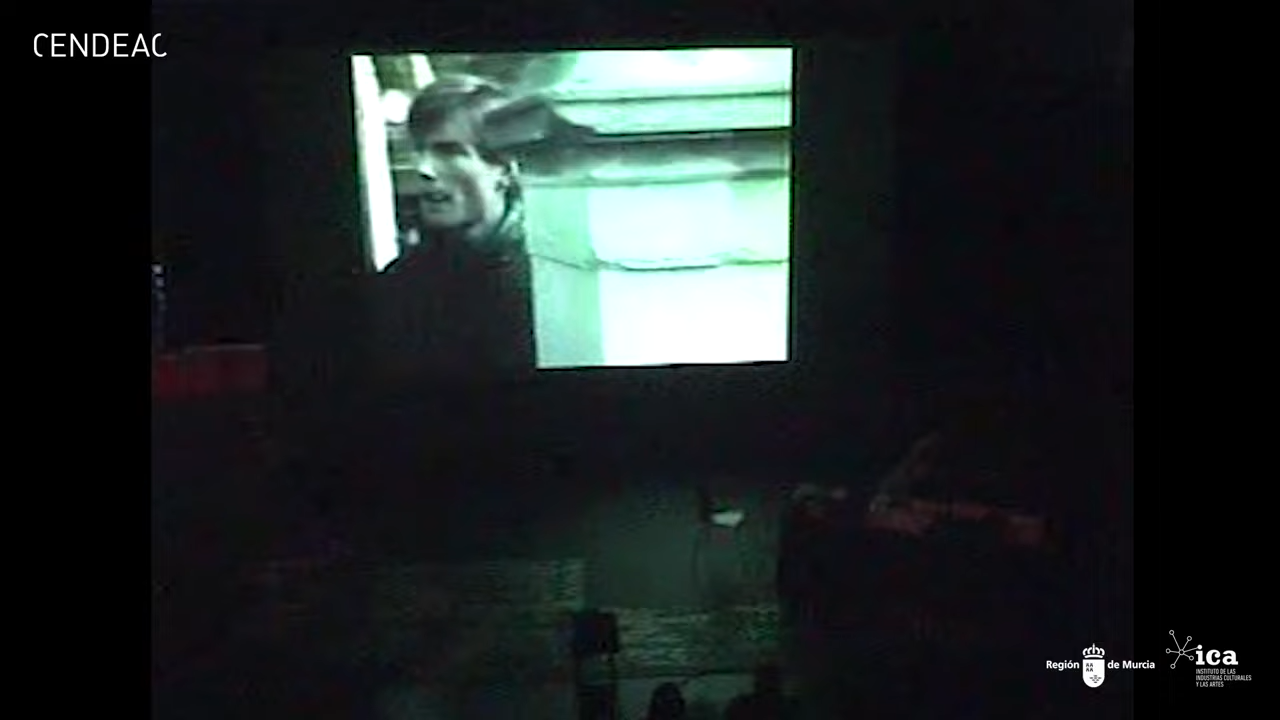 CENDEAC
Región de Murcia
ica
INSTITUTO DE LAS
INDUSTRIAS CULTURALES
Y LAS ARTES